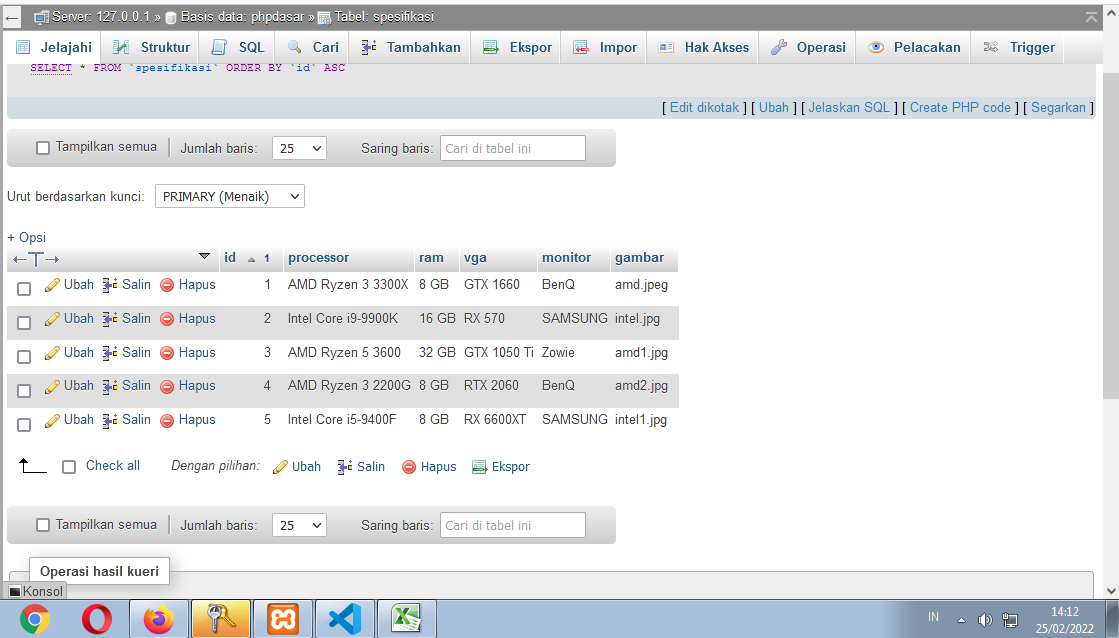 Server: 127.0.0.1 » Basis data: phpdasar » Tabel: spesifikasi
Jelajahi Struktur SQL Cari Tambahkan Ekspor Impor Hak Akses Operasi Pelacakan Trigger
SELECT * FROM `spesifikasi` ORDER BY `id` ASC
[ Edit dikotak ] [ Ubah ] [ Jelaskan SQL ] [ Create PHP code ] [ Segarkan ]
Tampilkan semua Jumlah baris: 25 Saring baris: Cari di tabel ini
Urut berdasarkan kunci: PRIMARY (Menaik)
+ Opsi
←T→ id 1 processor ram vga monitor gambar
Ubah Salin Hapus 1 AMD Ryzen 3 3300X 8 GB GTX 1660 BenQ amd.jpeg
Ubah Salin Hapus 2 Intel Core i9-9900K 16 GB RX 570 SAMSUNG intel.jpg
Ubah Salin Hapus 3 AMD Ryzen 5 3600 32 GB GTX 1050 Ti Zowie amd1.jpg
Ubah Salin Hapus 4 AMD Ryzen 3 2200G 8 GB RTX 2060 BenQ amd2.jpg
Ubah Salin Hapus 5 Intel Core i5-9400F 8 GB RX 6600XT SAMSUNG intel1.jpg
Check all Dengan pilihan: Ubah Salin Hapus Ekspor
Tampilkan semua Jumlah baris: 25 Saring baris: Cari di tabel ini
Operasi hasil kueri
Konsol
IN 14:12
25/02/2022